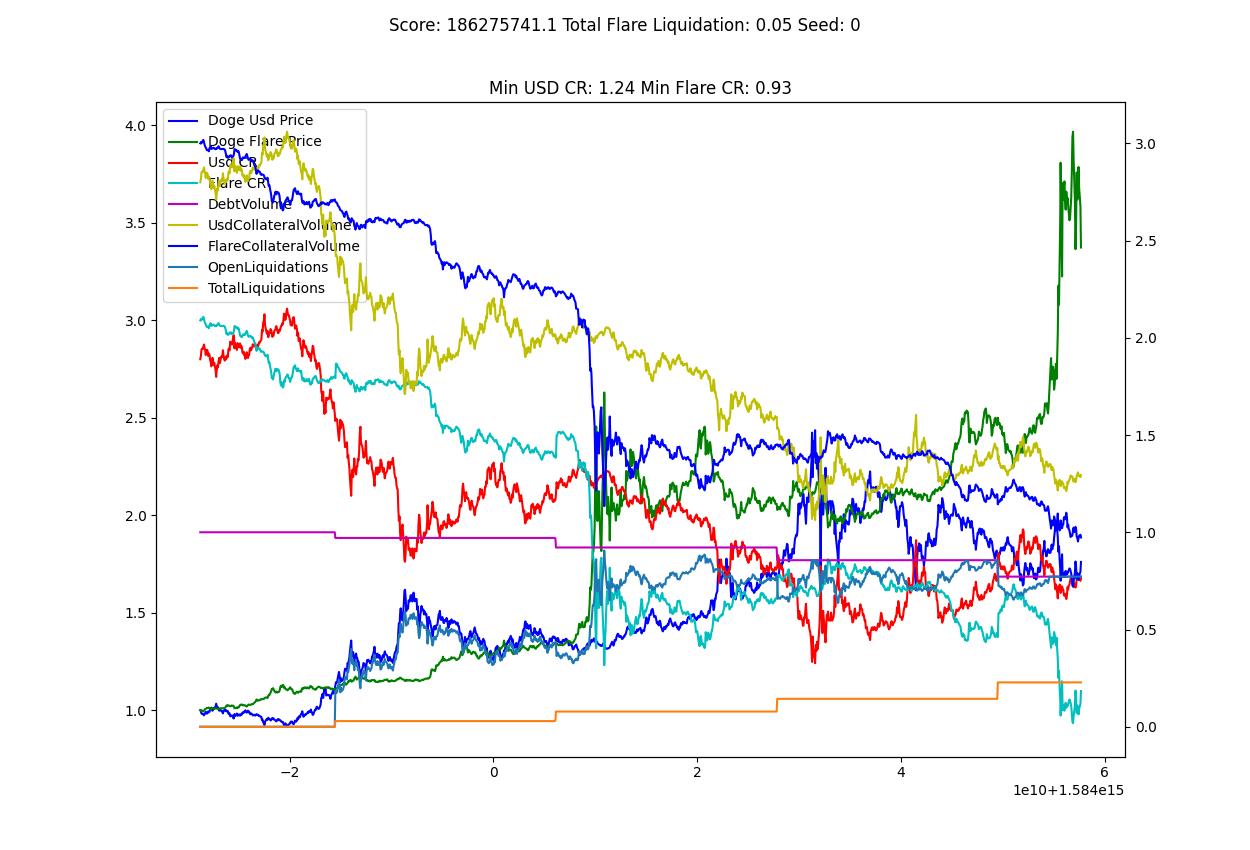 Score: 186275741.1 Total Flare Liquidation: 0.05 Seed: 0
Min USD CR: 1.24 Min Flare CR: 0.93
Doge Usd Price
Doge Flare Price
Usd CR
Flare CR
DebtVolume
UsdCollateralVolume
FlareCollateralVolume
OpenLiquidations
TotalLiquidations
4.0
3.5
3.0
2.5
2.0
1.5
1.0
3.0
2.5
2.0
1.5
1.0
0.5
0.0
−2 0 2 4 6
1e10+1.584e15